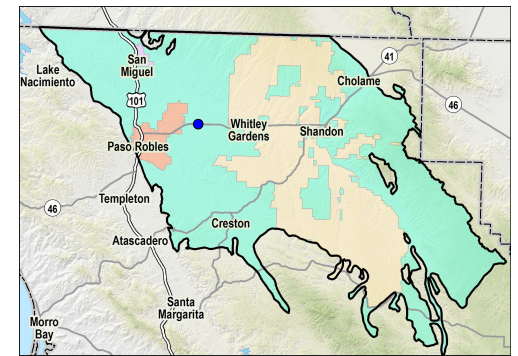 San
Miguel
Lake
Nacimiento
Cholame
41
46
101
Whitley
Gardens
Shandon
Paso Robles
Templeton
46
Creston
Atascadero
Santa
Margarita
Morro
Bay